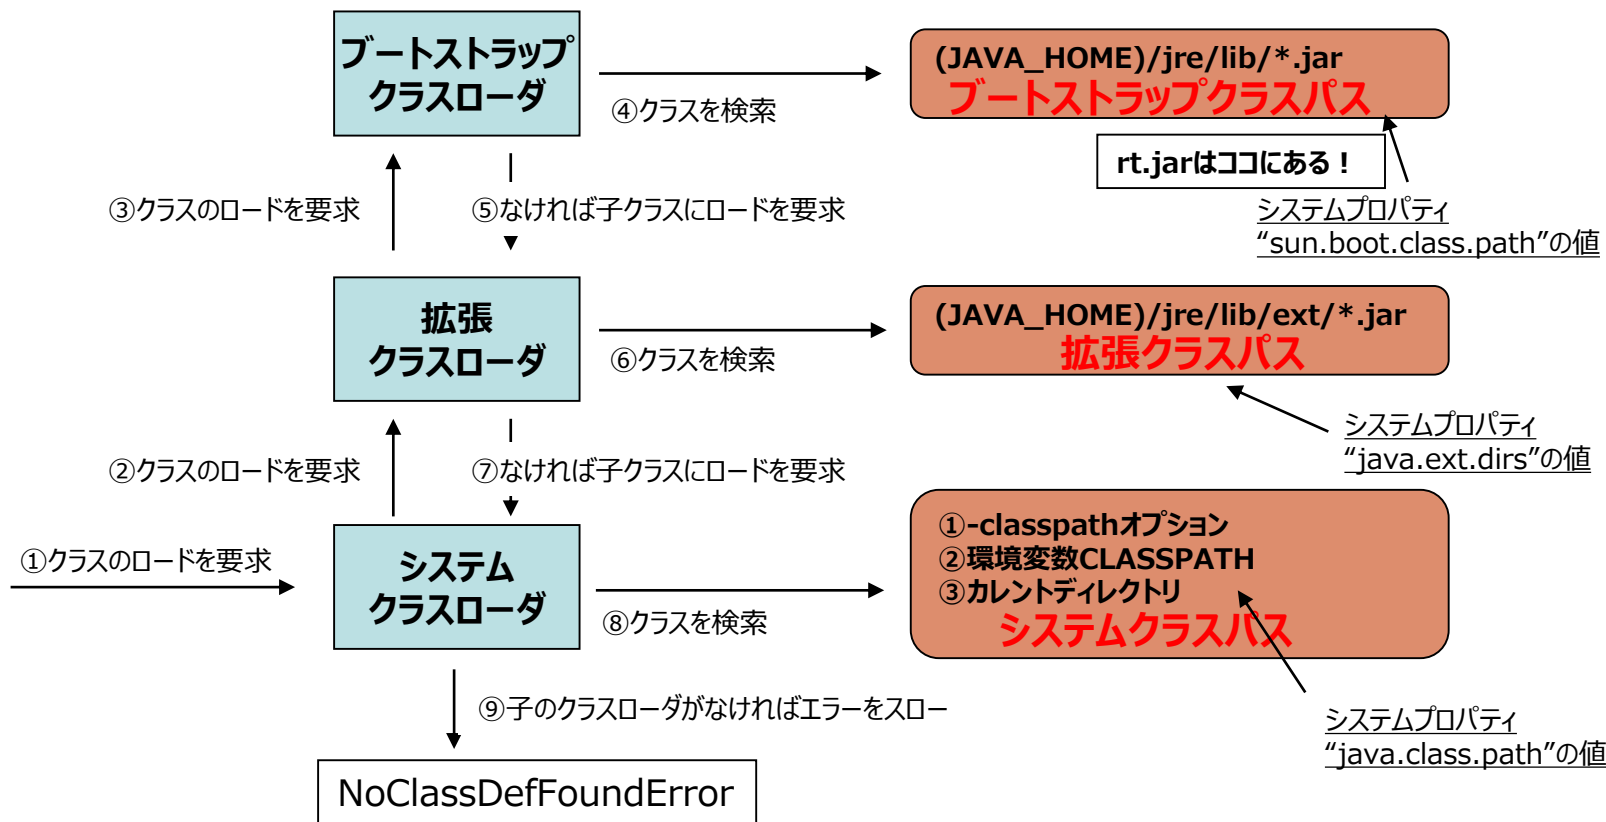 ブートストラップ
クラスローダ
(JAVA_HOME)/jre/lib/*.jar
ブートストラップクラスパス
④クラスを検索
rt.jarはココにある！
③クラスのロードを要求
⑤なければ子クラスにロードを要求
システムプロパティ
“sun.boot.class.path”の値
拡張
クラスローダ
(JAVA_HOME)/jre/lib/ext/*.jar
拡張クラスパス
⑥クラスを検索
システムプロパティ
“java.ext.dirs”の値
②クラスのロードを要求
⑦なければ子クラスにロードを要求
①クラスのロードを要求
システム
クラスローダ
①-classpathオプション
②環境変数CLASSPATH
③カレントディレクトリ
システムクラスパス
⑧クラスを検索
⑨子のクラスローダがなければエラーをスロー
システムプロパティ
“java.class.path”の値
NoClassDefFoundError